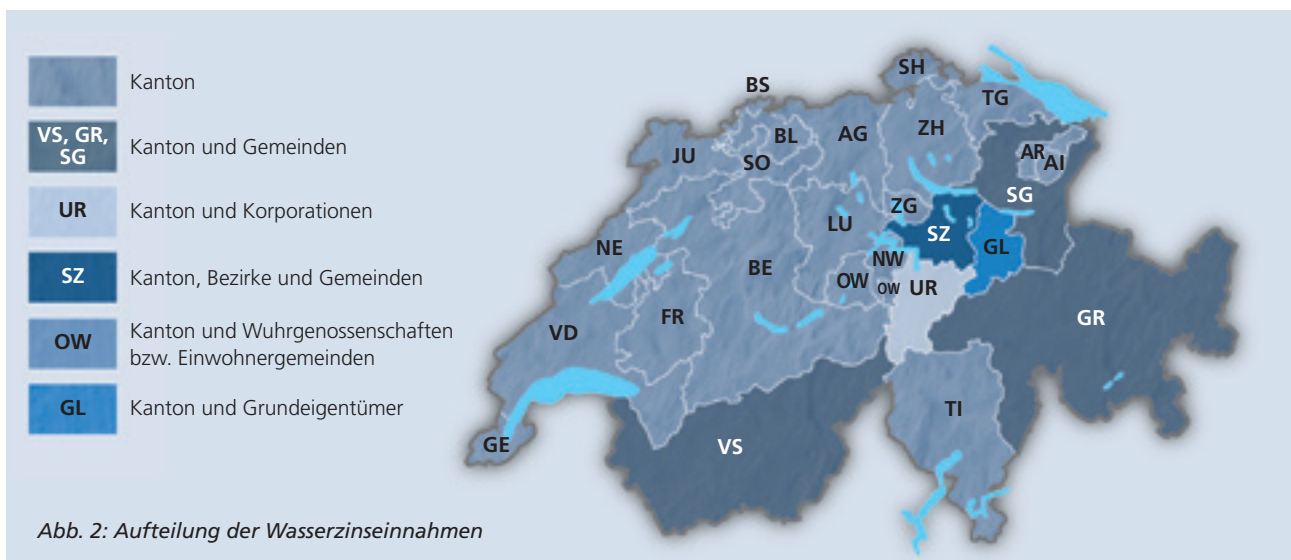 Kanton
VS, GR,
SG
Kanton und Gemeinden
UR
Kanton und Korporationen
SZ
Kanton, Bezirke und Gemeinden
OW
Kanton und Wuhrgenossenschaften
bzw. Einwohnergemeinden
GL
Kanton und Grundeigentümer
SH
BS
TG
BL
AG
ZH
JU
SO
AR
AI
SG
ZG
LU
SZ
NE
GL
NW
BE
OW
OW
UR
FR
GR
VD
TI
VS
GE
Abb. 2: Aufteilung der Wasserzinseinnahmen